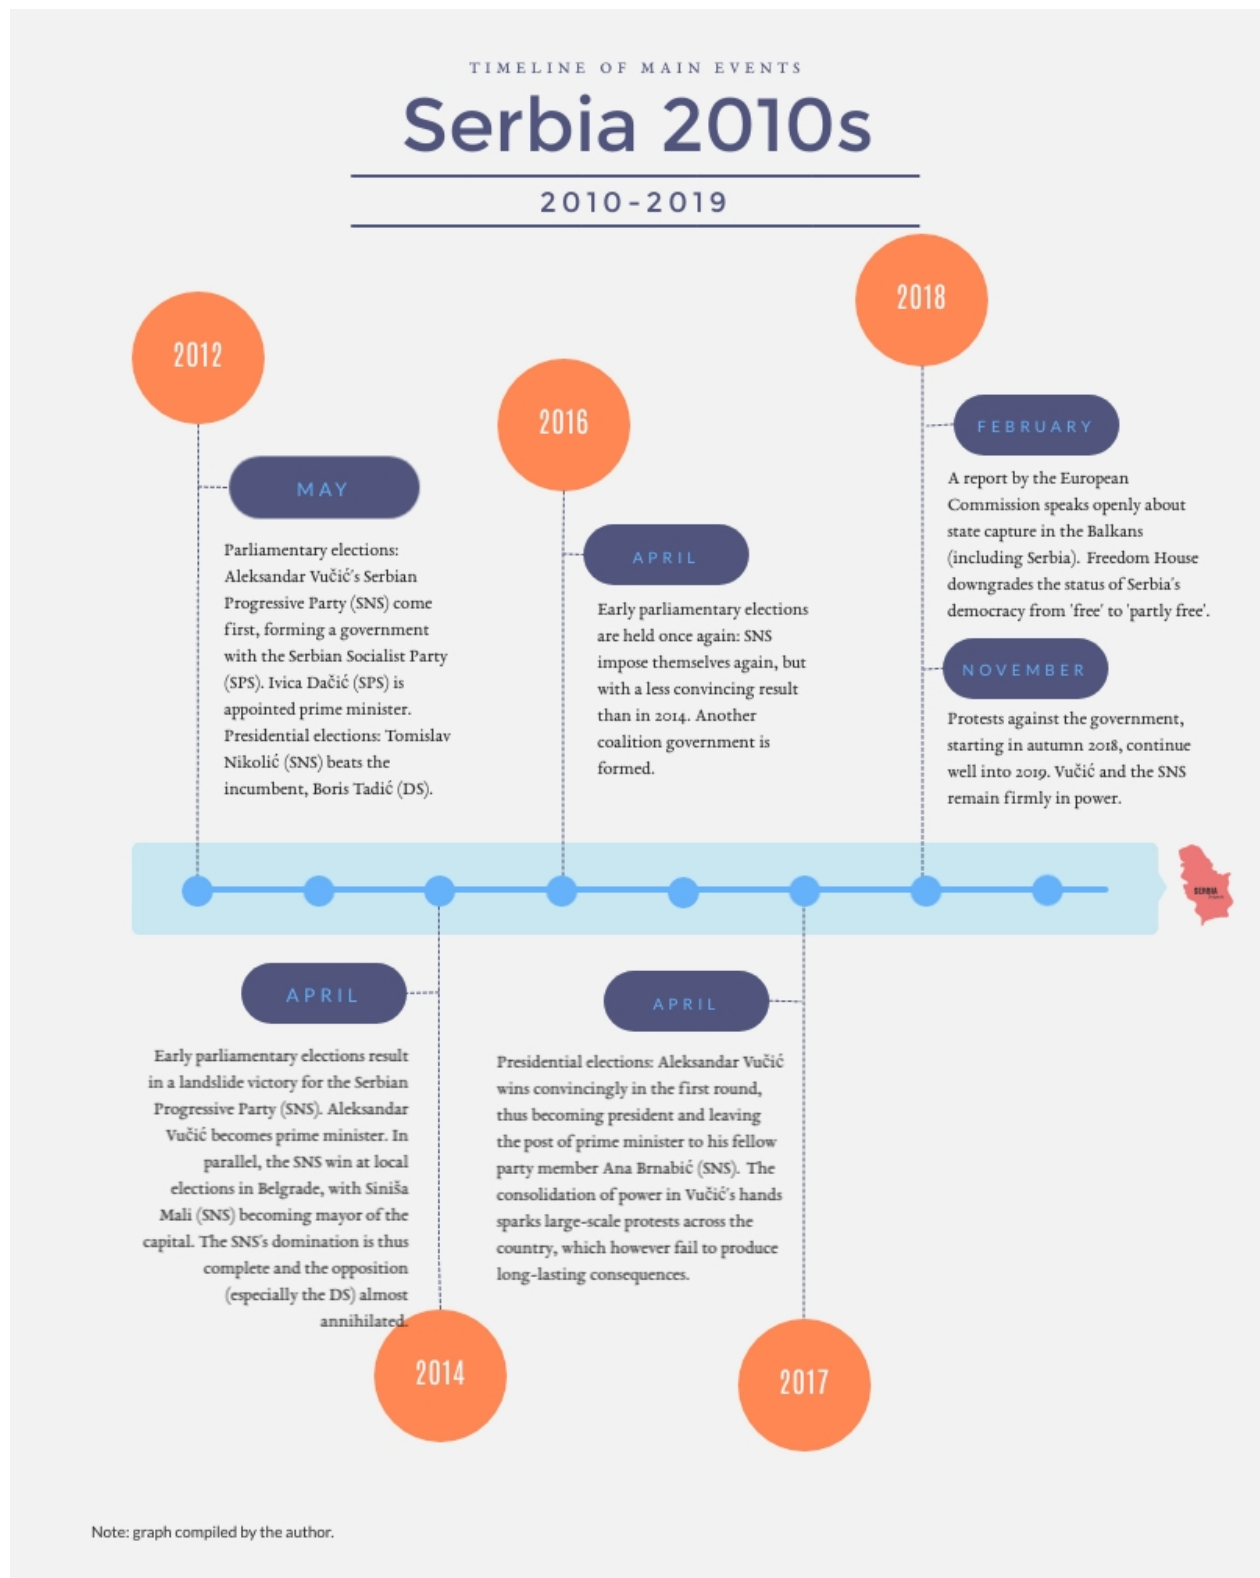 TIMELINE OF MAIN EVENTS
Serbia 2010s
2010-2019
2012
MAY
Parliamentary elections:
Aleksandar Vučić's Serbian
Progressive Party (SNS) come
first, forming a government
with the Serbian Socialist Party
(SPS). Ivica Dačić (SPS) is
appointed prime minister.
Presidential elections: Tomislav
Nikolić (SNS) beats the
incumbent, Boris Tadić (DS).
2016
APRIL
Early parliamentary elections
are held once again: SNS
impose themselves again, but
with a less convincing result
than in 2014. Another
coalition government is
formed.
2018
FEBRUARY
A report by the European
Commission speaks openly about
state capture in the Balkans
(including Serbia). Freedom House
downgrades the status of Serbia's
democracy from 'free' to 'partly free'.
NOVEMBER
Protests against the government,
starting in autumn 2018, continue
well into 2019. Vučić and the SNS
remain firmly in power.
SERBIA
APRIL
Early parliamentary elections result
in a landslide victory for the Serbian
Progressive Party (SNS). Aleksandar
Vučić becomes prime minister. In
parallel, the SNS win at local
elections in Belgrade, with Siniša
Mali (SNS) becoming mayor of the
capital. The SNS's domination is thus
complete and the opposition
(especially the DS) almost
annihilated.
2014
APRIL
Presidential elections: Aleksandar Vučić
wins convincingly in the first round,
thus becoming president and leaving
the post of prime minister to his fellow
party member Ana Brnabić (SNS). The
consolidation of power in Vučić's hands
sparks large-scale protests across the
country, which however fail to produce
long-lasting consequences.
2017
Note: graph compiled by the author.